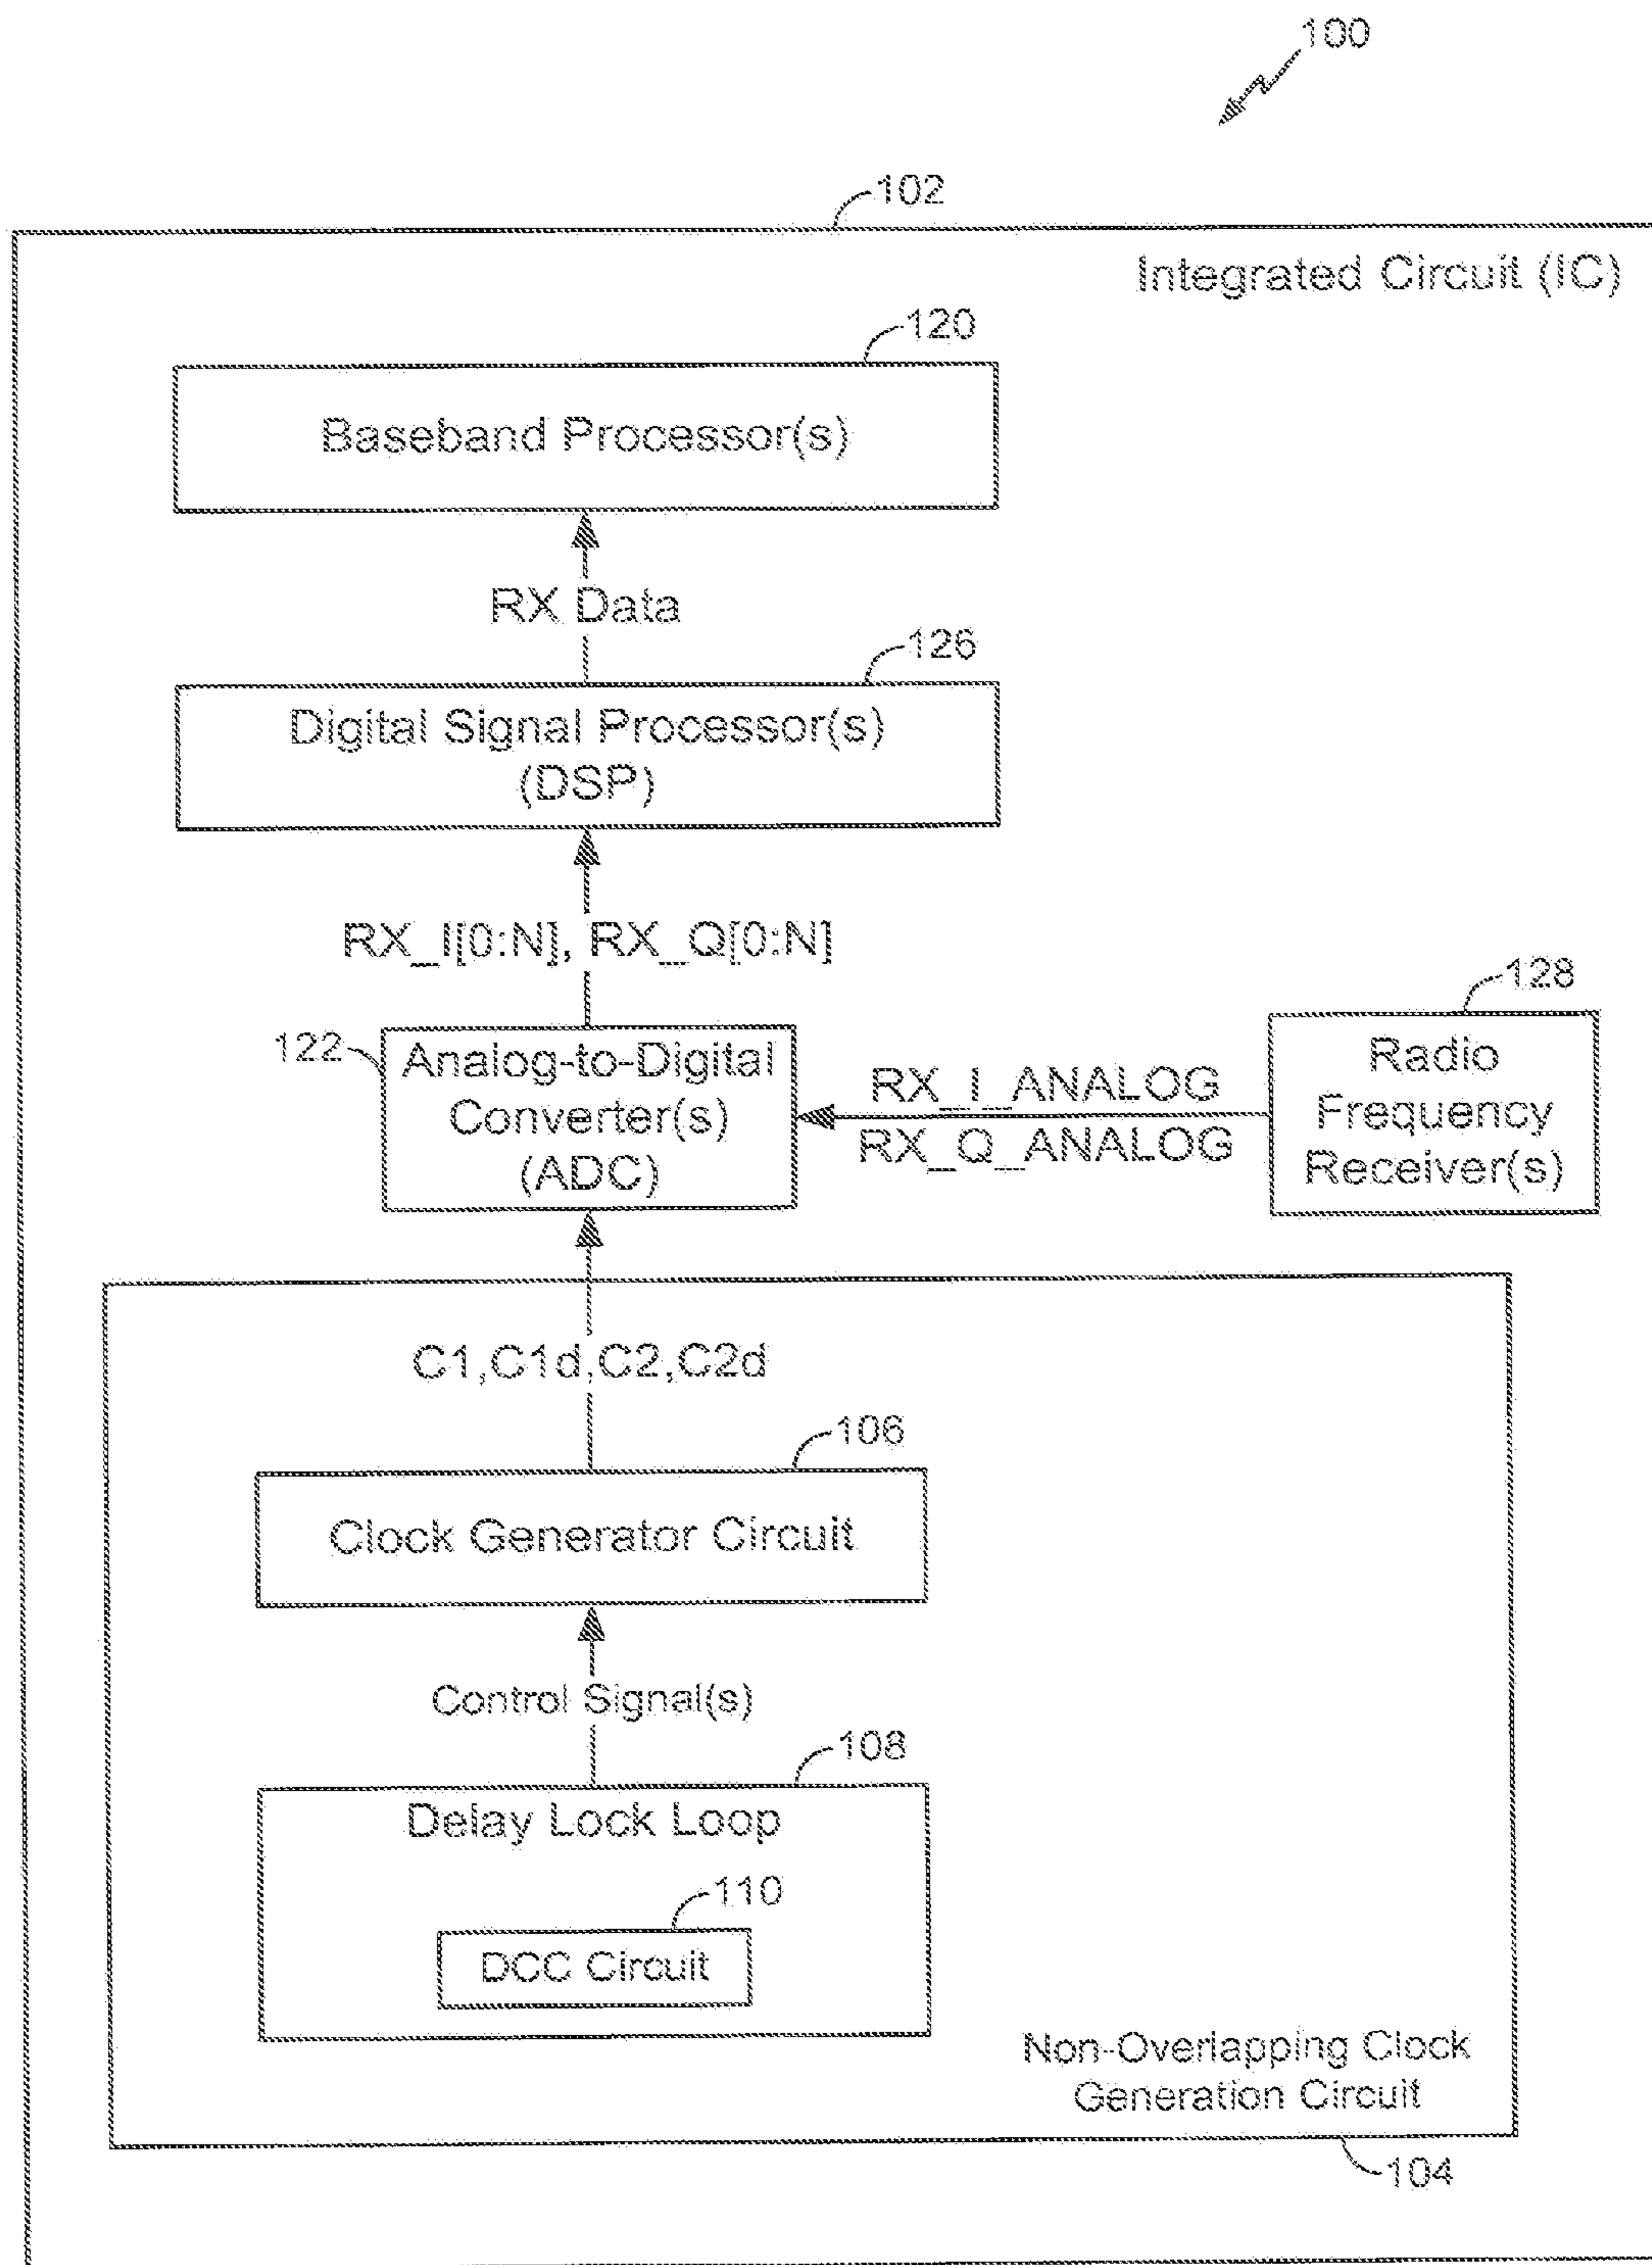 100
102
Integrated Circuit (IC)
120
Baseband Processor(s)
RX Data
126
Digital Signal Processor(s)
(DSP)
RX_I[0:N], RX_Q[0:N]
128
122
Analog-to-Digital
Converter(s)
(ADC)
RX_I_ANALOG
RX_Q_ANALOG
Radio
Frequency
Receiver(s)
C1,C1d,C2,C2d
106
Clock Generator Circuit
Control Signal(s)
108
Delay Lock Loop
110
DCC Circuit
Non-Overlapping Clock
Generation Circuit
104